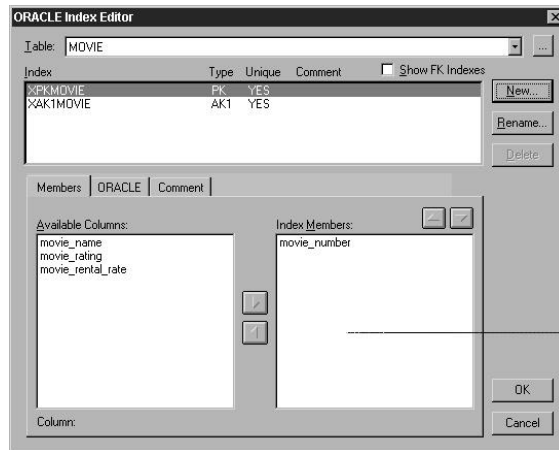 ORACLE Index Editor
Table: MOVIE
...
Index Type Unique Comment Show FK Indexes
XPKMOVIE PK YES
XAK1MOVIE AK1 YES
New...
Rename...
Delete
Members ORACLE Comment
Available Columns: Index Members:
movie_name movie_number
movie_rating
movie_rental_rate
OK
Column: Cancel